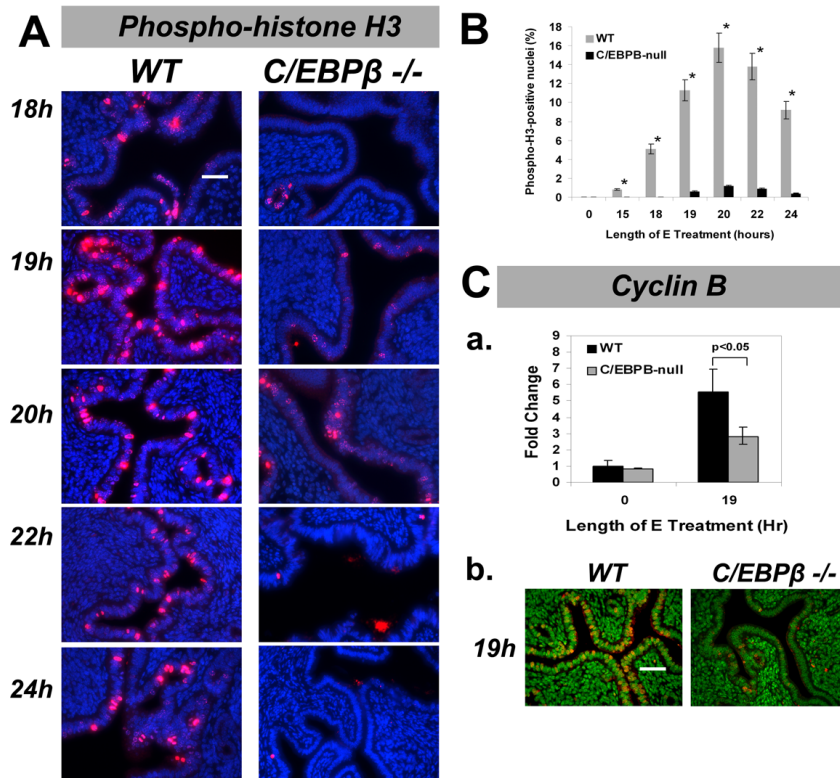 A
Phospho-histone H3
WT C/EBPβ -/-
18h
19h
20h
22h
24h
B
Phospho-H3-positive nuclei (%)
18
16
14
12
10
8
6
4
2
0
WT
C/EBPB-null
* * * * * *
0 15 18 19 20 22 24
Length of E Treatment (hours)
C
Cyclin B
a.
Fold Change
9
8
7
6
5
4
3
2
1
0
WT
C/EBPB-null
p<0.05
0 19
Length of E Treatment (Hr)
b.
WT C/EBPβ -/-
19h